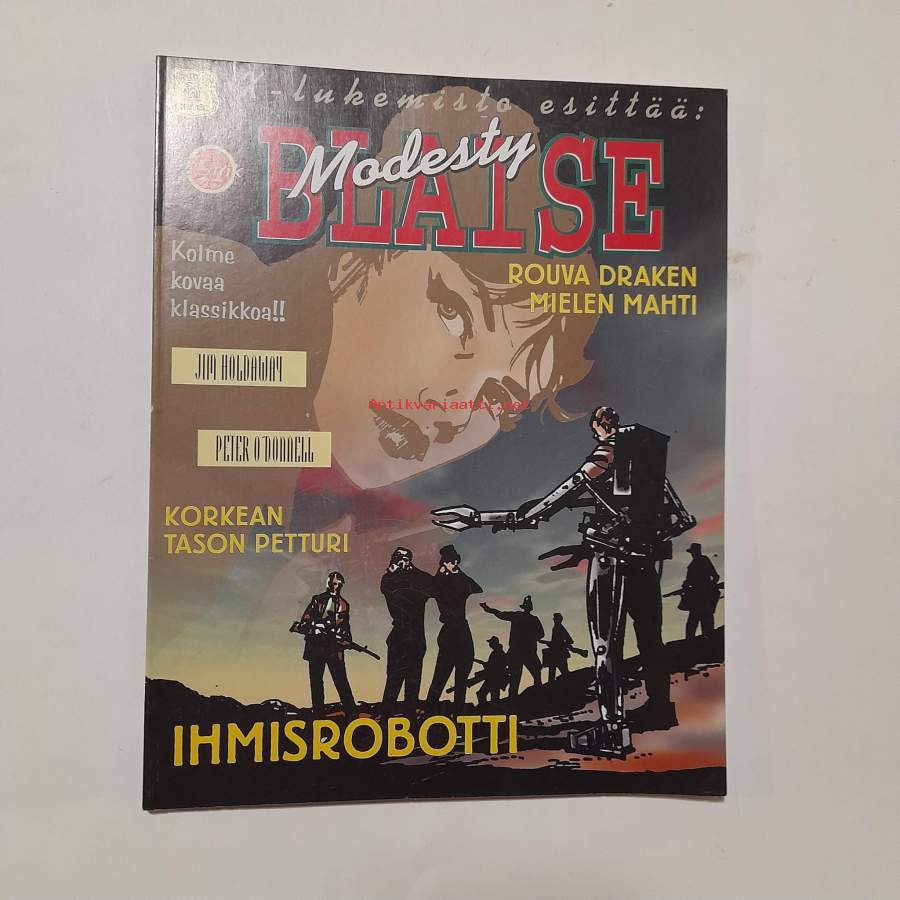 X-lukemisto esittää:
Modesty
BLAISE
Kolme
kovaa
klassikkoa!!
ROUVA DRAKEN
MIELEN MAHTI
JIM HOLDAWAY
Antikvariaatti.net
PETER O'DONNELL
KORKEAN
TASON PETTURI
IHMISROBOTTI